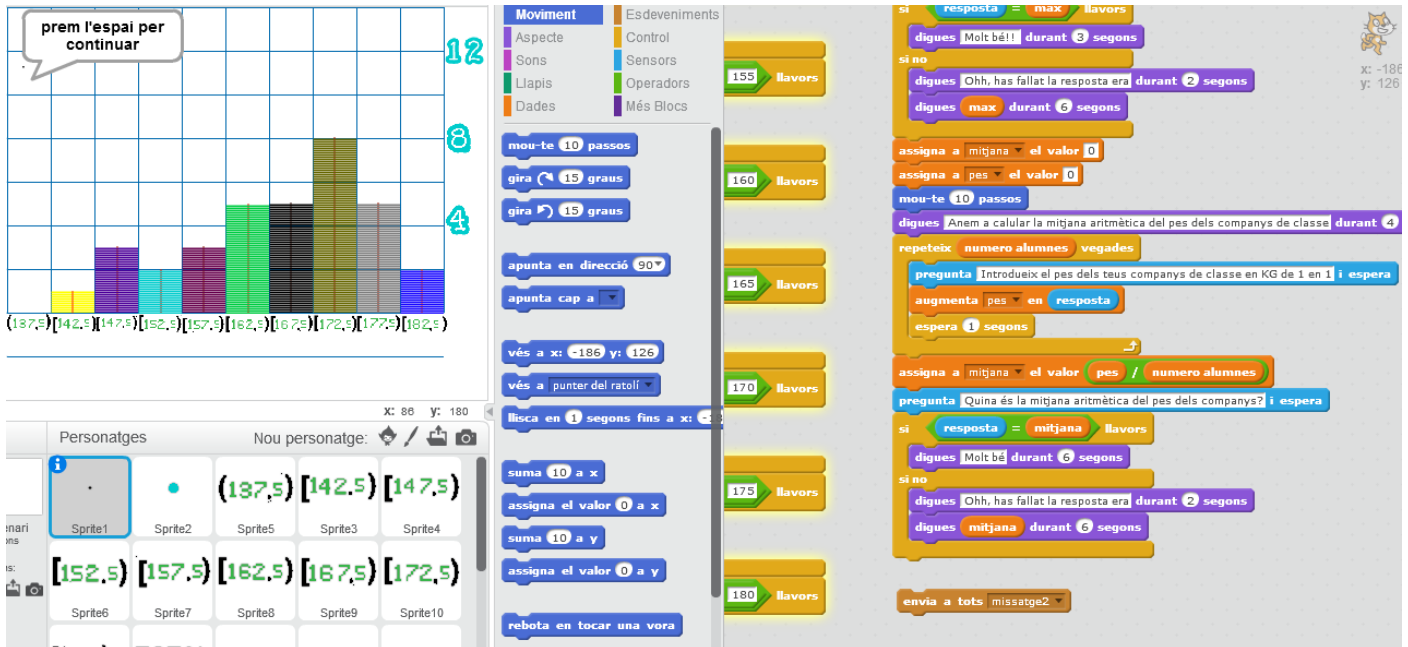 prem l'espai per
continuar
12
8
4
(137,5)[142,5)[147,5)[152,5)[157,5)[162,5)[167,5)[172,5)[177,5)[182,5)
X: 86 y: 180
Personatges
Nou personatge:
(137,5)
[142,5)
[147,5)
Sprite1
Sprite2
Sprite5
Sprite3
Sprite4
[152,5)
[157,5)
[162,5)
[167,5)
[172,5)
Sprite6
Sprite7
Sprite8
Sprite9
Sprite10
Moviment
Aspecte
Sons
Llapis
Dades
Esdeveniments
Control
Sensors
Operadors
Més Blocs
mou-te 10 passos
gira 15 graus
gira 15 graus
apunta en direcció 90
apunta cap a
vés a x: -186 y: 126
vés a punter del ratolí
llisca en 1 segons fins a x:
suma 10 a x
assigna el valor 0 a x
suma 10 a y
assigna el valor 0 a y
rebota en tocar una vora
155 llavors
160 llavors
165 llavors
170 llavors
175 llavors
180 llavors
si resposta = max llavors
digues Molt bé!! durant 3 segons
si no
digues Ohh, has fallat la resposta era durant 2 segons
digues max durant 6 segons
assigna a mitjana el valor 0
assigna a pes el valor 0
mou-te 10 passos
digues Anem a calular la mitjana aritmètica del pes dels companys de classe durant 4
repeteix numero alumnes vegades
pregunta Introdueix el pes dels teus companys de classe en KG de 1 en 1 i espera
augmenta pes en resposta
espera 1 segons
assigna a mitjana el valor pes / numero alumnes
pregunta Quina és la mitjana aritmètica del pes dels companys? i espera
si resposta = mitjana llavors
digues Molt bé durant 6 segons
si no
digues Ohh, has fallat la resposta era durant 2 segons
digues mitjana durant 6 segons
envia a tots missatge2
x: -186
y: 126